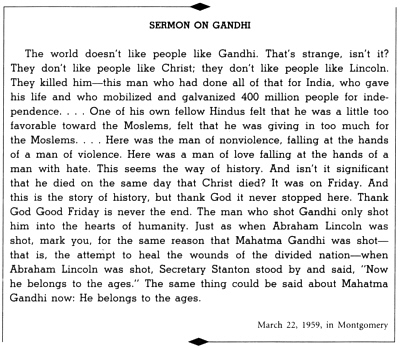 SERMON ON GANDHI
The world doesn't like people like Gandhi. That's strange, isn't it?
They don't like people like Christ; they don't like people like Lincoln.
They killed him—this man who had done all of that for India, who gave
his life and who mobilized and galvanized 400 million people for inde-
pendence. . . . One of his own fellow Hindus felt that he was a little too
favorable toward the Moslems, felt that he was giving in too much for
the Moslems. . . . Here was the man of nonviolence, falling at the hands
of a man of violence. Here was a man of love falling at the hands of a
man with hate. This seems the way of history. And isn't it significant
that he died on the same day that Christ died? It was on Friday. And
this is the story of history, but thank God it never stopped here. Thank
God Good Friday is never the end. The man who shot Gandhi only shot
him into the hearts of humanity. Just as when Abraham Lincoln was
shot, mark you, for the same reason that Mahatma Gandhi was shot—
that is, the attempt to heal the wounds of the divided nation—when
Abraham Lincoln was shot, Secretary Stanton stood by and said, "Now
he belongs to the ages." The same thing could be said about Mahatma
Gandhi now: He belongs to the ages.
March 22, 1959, in Montgomery